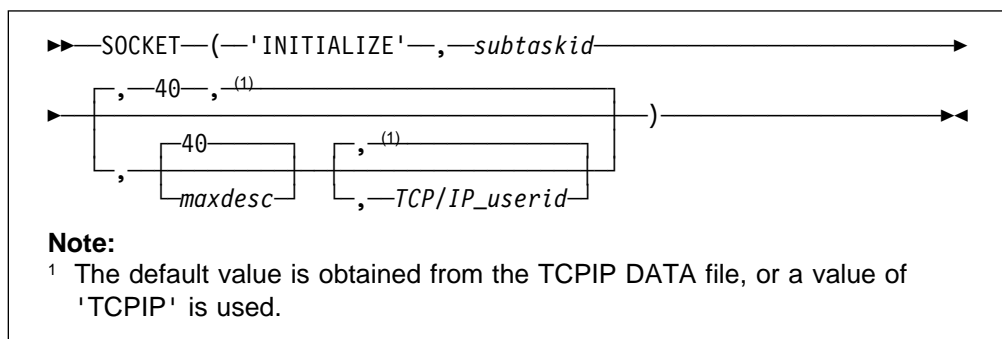 SOCKET ( 'INITIALIZE' , subtaskid
, 40 , (1)
)
40 , (1)
,
maxdesc , TCP/IP_userid
Note:
1 The default value is obtained from the TCPIP DATA file, or a value of
'TCPIP' is used.